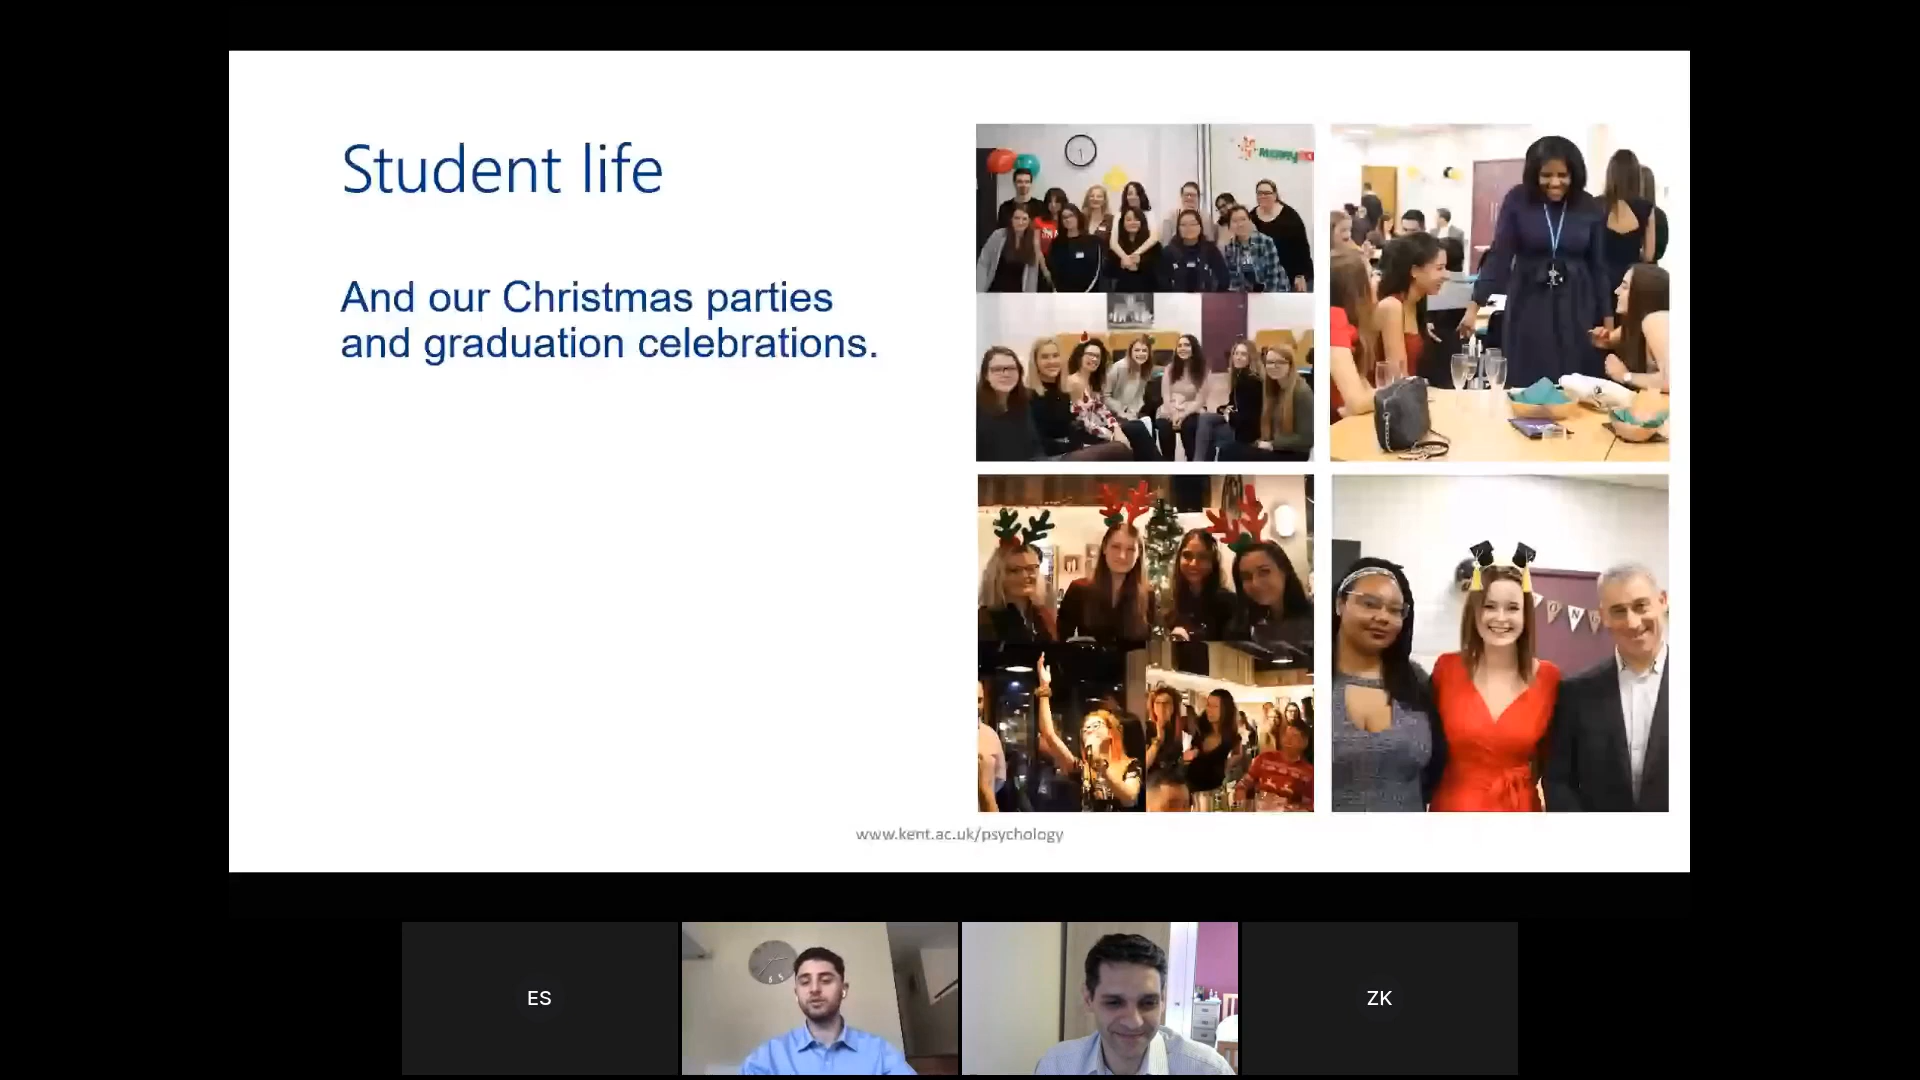 Student life
And our Christmas parties
and graduation celebrations.
www.kent.ac.uk/psychology
ES
ZK